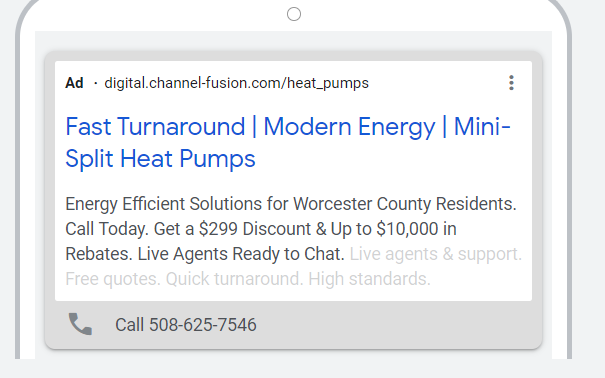 Ad · digital.channel-fusion.com/heat_pumps
Fast Turnaround | Modern Energy | Mini-
Split Heat Pumps
Energy Efficient Solutions for Worcester County Residents.
Call Today. Get a $299 Discount & Up to $10,000 in
Rebates. Live Agents Ready to Chat. Live agents & support.
Free quotes. Quick turnaround. High standards.
Call 508-625-7546